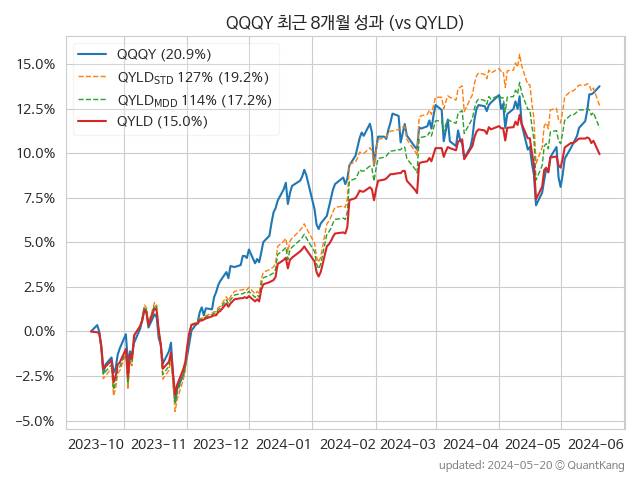 QQQY 최근 8개월 성과 (vs QYLD)
QQQY (20.9%)
QYLD_STD 127% (19.2%)
QYLD_MDD 114% (17.2%)
QYLD (15.0%)
15.0%
12.5%
10.0%
7.5%
5.0%
2.5%
0.0%
−2.5%
−5.0%
2023-10 2023-11 2023-12 2024-01 2024-02 2024-03 2024-04 2024-05 2024-06
updated: 2024-05-20 © QuantKang